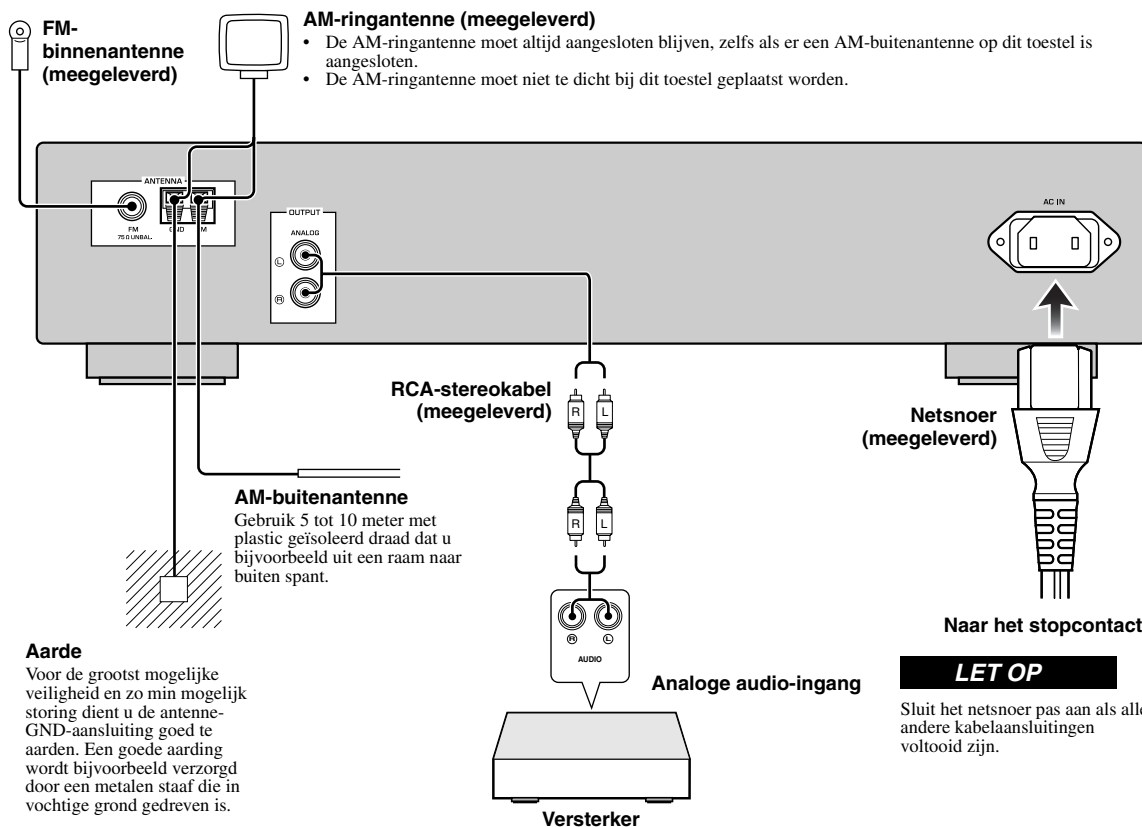 FM-
binnenantenne
(meegeleverd)
AM-ringantenne (meegeleverd)
• De AM-ringantenne moet altijd aangesloten blijven, zelfs als er een AM-buitenantenne op dit toestel is
aangesloten.
• De AM-ringantenne moet niet te dicht bij dit toestel geplaatst worden.
ANTENNA
FM
75Ω UNBAL.
GND
OUTPUT
ANALOG
L
R
AC IN
RCA-stereokabel
(meegeleverd)
R L
R L
Netsnoer
(meegeleverd)
AM-buitenantenne
Gebruik 5 tot 10 meter met
plastic geïsoleerd draad dat u
bijvoorbeeld uit een raam naar
buiten spant.
R L
AUDIO
Naar het stopcontact
Aarde
Voor de grootst mogelijke
veiligheid en zo min mogelijk
storing dient u de antenne-
GND-aansluiting goed te
aarden. Een goede aarding
wordt bijvoorbeeld verzorgd
door een metalen staaf die in
vochtige grond gedreven is.
Analoge audio-ingang
LET OP
Sluit het netsnoer pas aan als alle
andere kabelaansluitingen
voltooid zijn.
Versterker